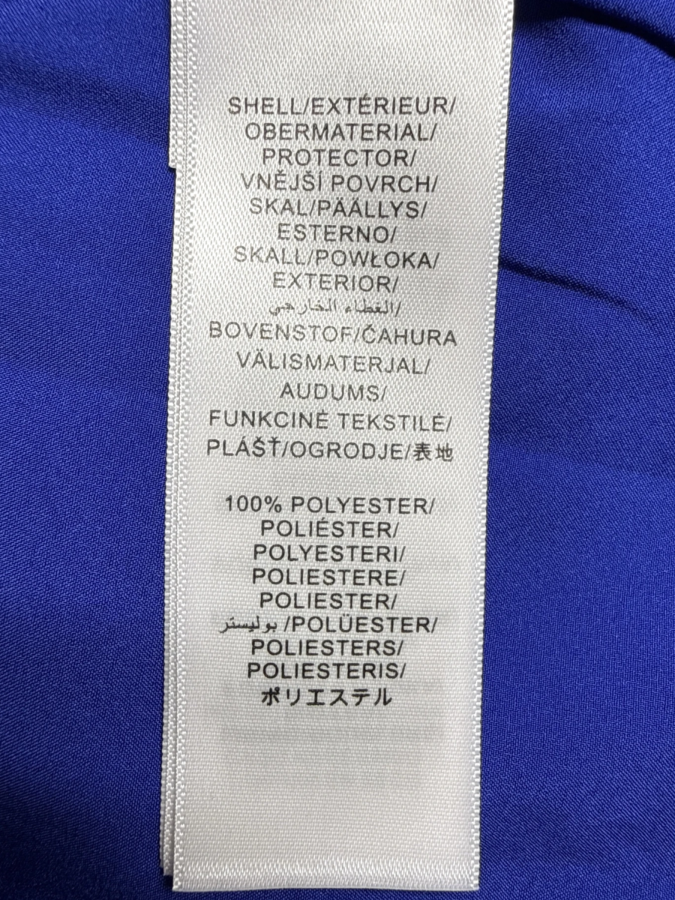 SHELL/EXTÉRIEUR/
OBERMATERIAL/
PROTECTOR/
VNĚJŠÍ POVRCH/
SKAL/PÄÄLLYS/
ESTERNO/
SKALL/POWŁOKA/
EXTERIOR/
الغطاء الخارجي/
BOVENSTOF/ČAHURA
VÄLISMATERJAL/
AUDUMS/
FUNKCINĖ TEKSTILĖ/
PLÁŠŤ/OGRODJE/表地
100% POLYESTER/
POLIÉSTER/
POLYESTERI/
POLIESTERE/
POLIESTER/
بوليستر /POLÜESTER/
POLIESTERS/
POLIESTERIS/
ポリエステル